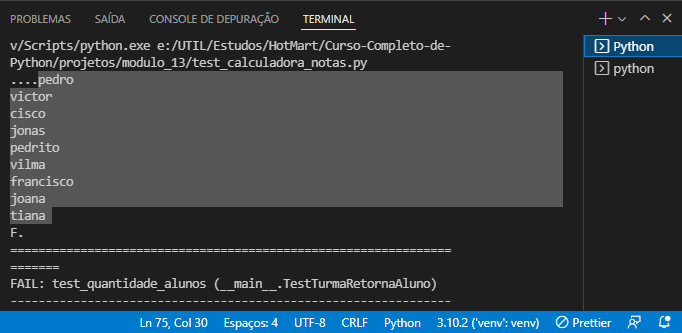 PROBLEMAS SAÍDA CONSOLE DE DEPURAÇÃO TERMINAL
v/Scripts/python.exe e:/UTIL/Estudos/HotMart/Curso-Completo-de-
Python/projetos/modulo_13/test_calculadora_notas.py
....pedro
victor
cisco
jonas
pedrito
vilma
francisco
joana
tiana
F.
===============================================================
=======
FAIL: test_quantidade_alunos (__main__.TestTurmaRetornaAluno)
---------------------------------------------------------------
Python
python
Ln 75, Col 30 Espaços: 4 UTF-8 CRLF Python 3.10.2 ('venv': venv) Prettier